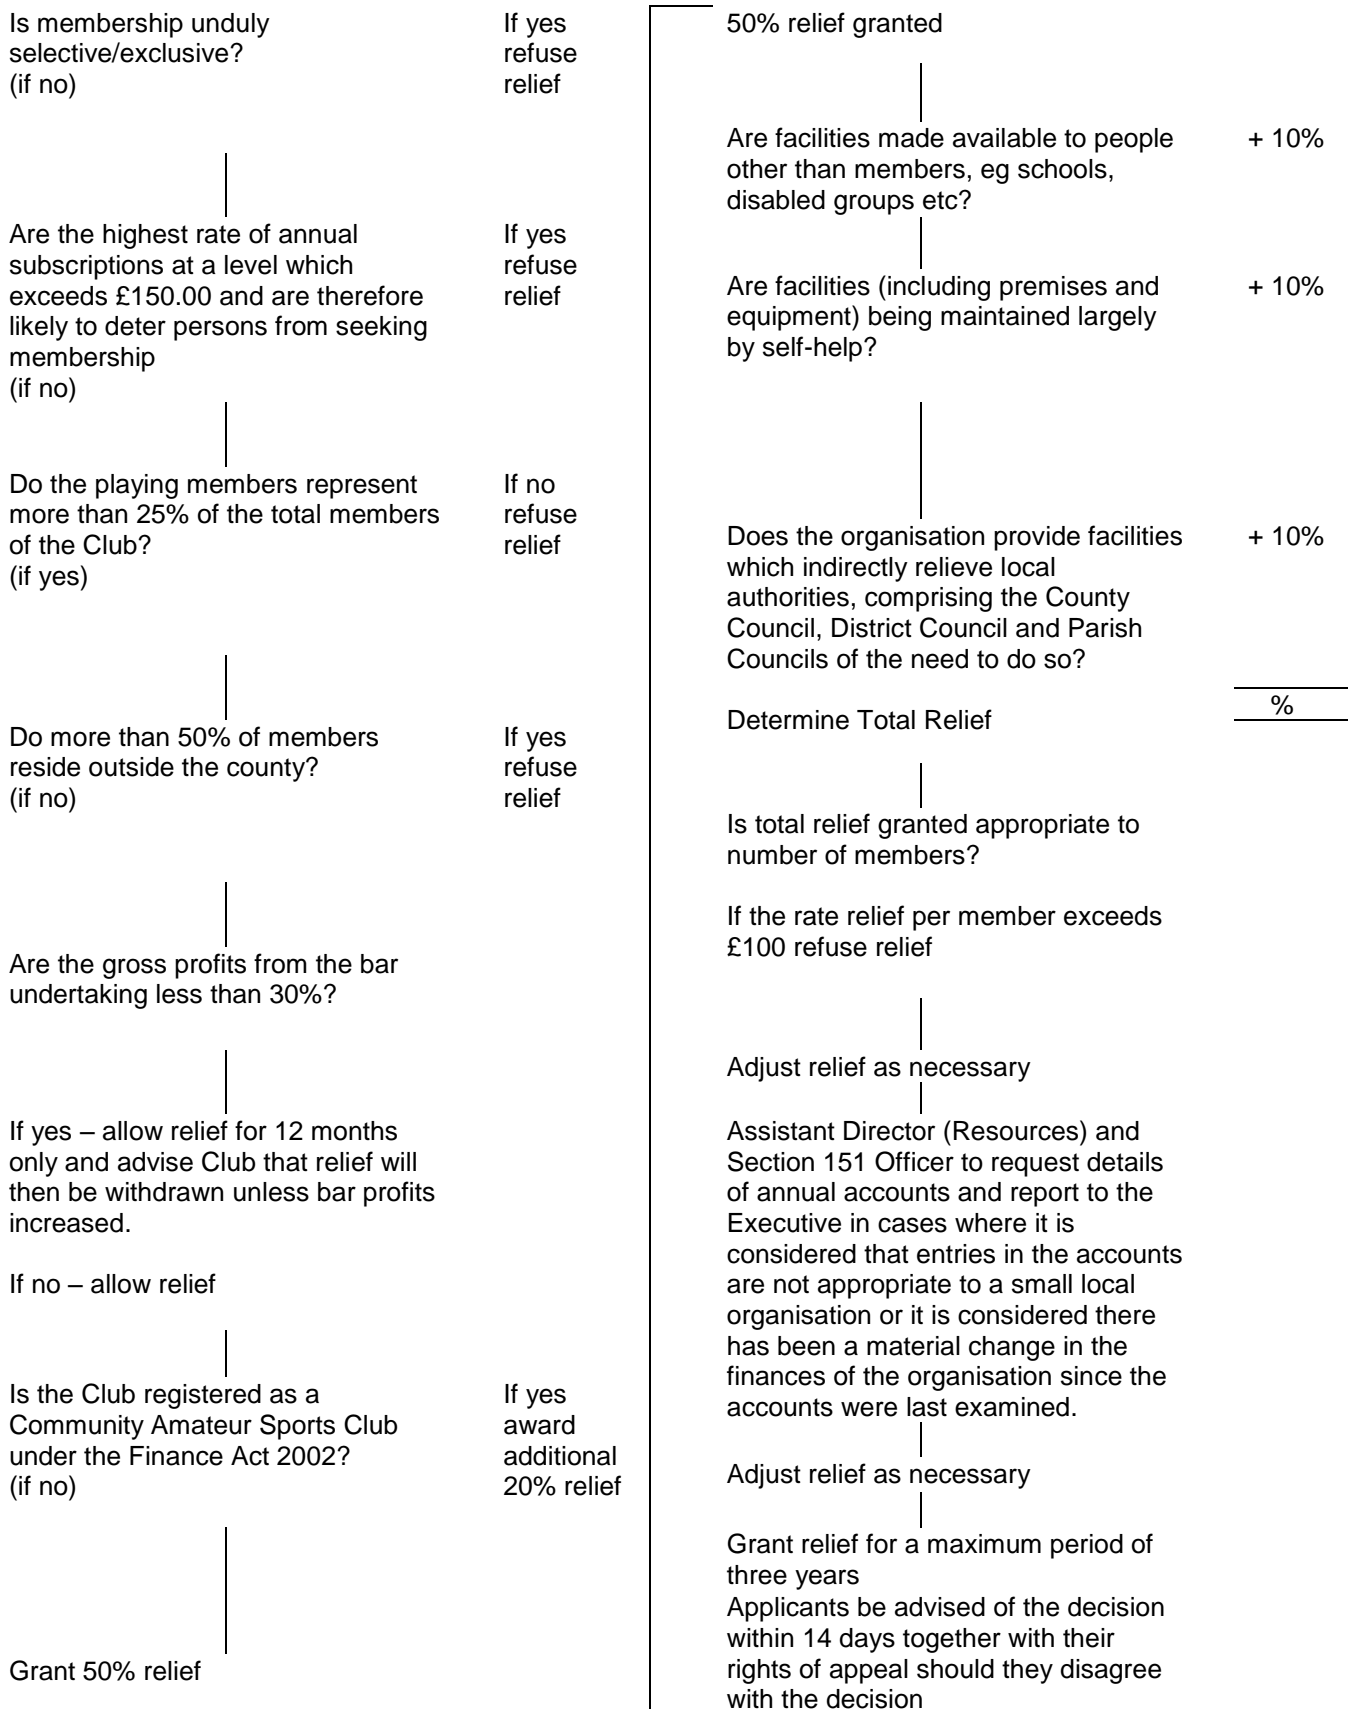 Is membership unduly
selective/exclusive?
(if no)
If yes
refuse
relief
Are the highest rate of annual
subscriptions at a level which
exceeds £150.00 and are therefore
likely to deter persons from seeking
membership
(if no)
If yes
refuse
relief
Do the playing members represent
more than 25% of the total members
of the Club?
(if yes)
If no
refuse
relief
Do more than 50% of members
reside outside the county?
(if no)
If yes
refuse
relief
Are the gross profits from the bar
undertaking less than 30%?
If yes – allow relief for 12 months
only and advise Club that relief will
then be withdrawn unless bar profits
increased.
If no – allow relief
Is the Club registered as a
Community Amateur Sports Club
under the Finance Act 2002?
(if no)
If yes
award
additional
20% relief
Grant 50% relief
50% relief granted
Are facilities made available to people
other than members, eg schools,
disabled groups etc?
+ 10%
Are facilities (including premises and
equipment) being maintained largely
by self-help?
+ 10%
Does the organisation provide facilities
which indirectly relieve local
authorities, comprising the County
Council, District Council and Parish
Councils of the need to do so?
+ 10%
Determine Total Relief
%
Is total relief granted appropriate to
number of members?
If the rate relief per member exceeds
£100 refuse relief
Adjust relief as necessary
Assistant Director (Resources) and
Section 151 Officer to request details
of annual accounts and report to the
Executive in cases where it is
considered that entries in the accounts
are not appropriate to a small local
organisation or it is considered there
has been a material change in the
finances of the organisation since the
accounts were last examined.
Adjust relief as necessary
Grant relief for a maximum period of
three years
Applicants be advised of the decision
within 14 days together with their
rights of appeal should they disagree
with the decision